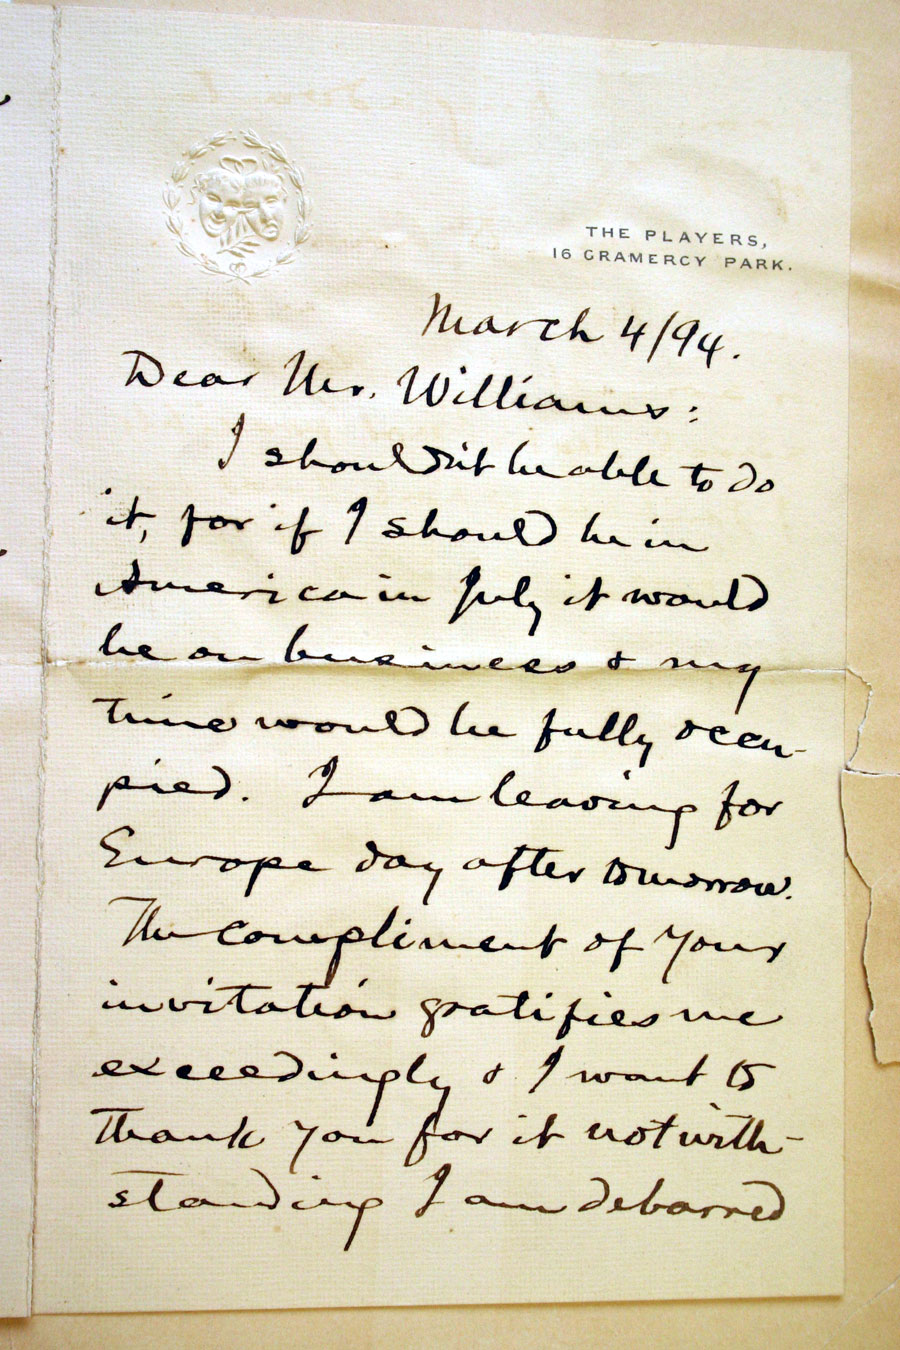 THE PLAYERS,
16 GRAMERCY PARK.
March 4/94.
Dear Mr. Williams:
I shouldn't be able to do
it, for if I should be in
America in July it would
be on business & my
time would be fully occu-
pied. I am leaving for
Europe day after tomorrow.
The compliment of your
invitation gratifies me
exceedingly & I want to
thank you for it notwith-
standing I am debarred